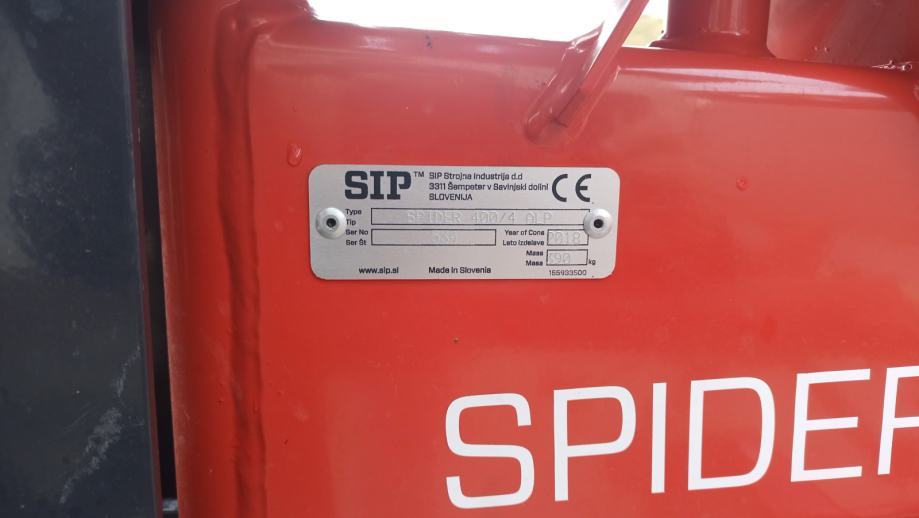 SIP™
SIP Strojna Industrija d.d
3311 Šempeter v Savinjski dolini
SLOVENIJA
CE
Type
Tip
SPIDER 400/4 ALP
Ser No
Ser Št
Year of Cons
Leto izdelave
2018
Mass
Masa
kg
www.sip.si
Made in Slovenia
155933500
SPIDER